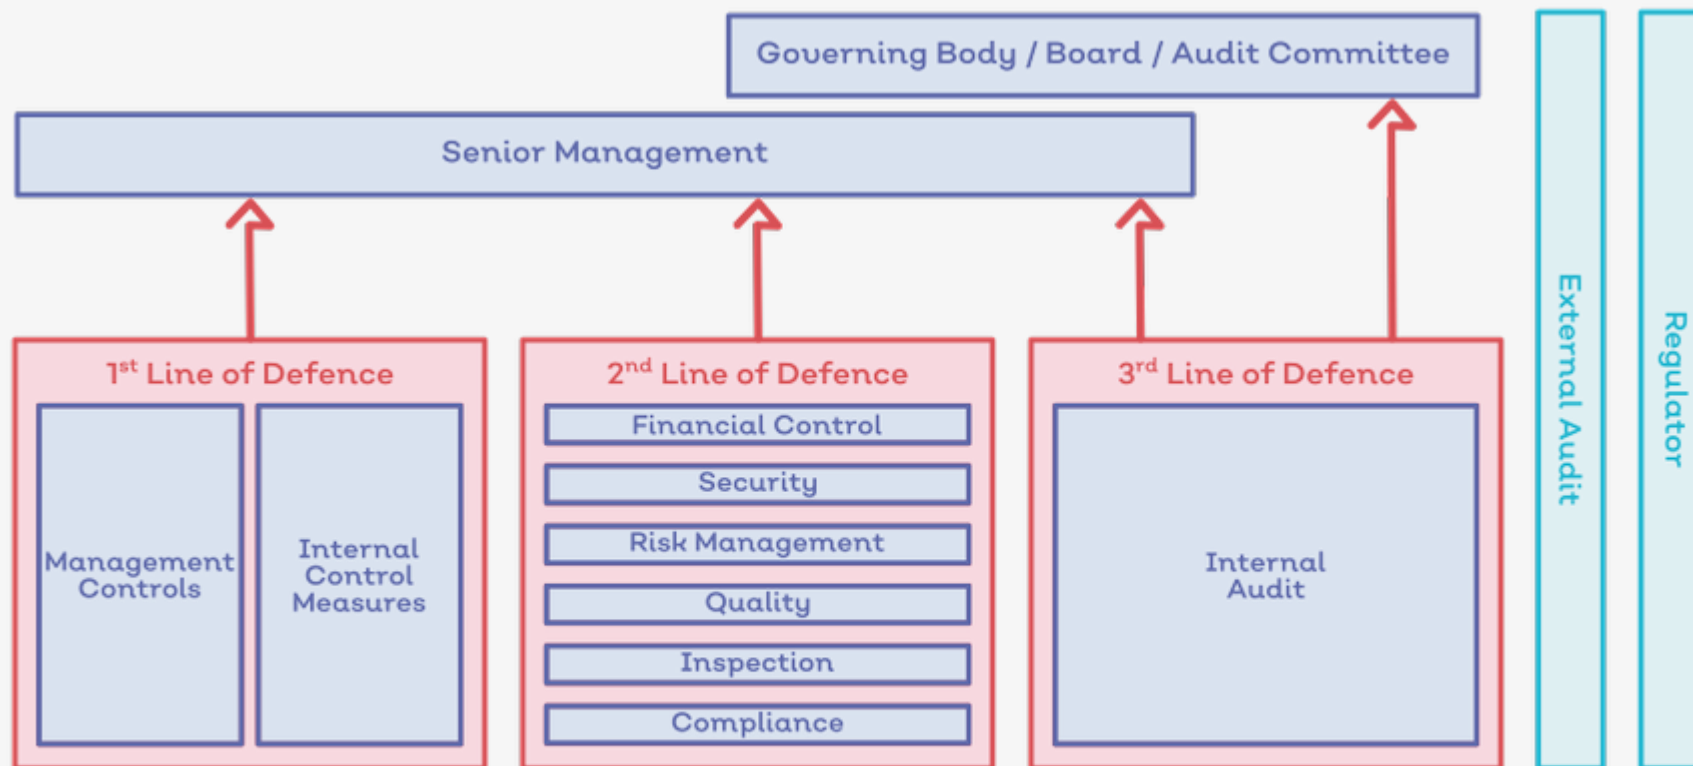 Governing Body / Board / Audit Committee
Senior Management
1st Line of Defence
Management
Controls
Internal
Control
Measures
2nd Line of Defence
Financial Control
Security
Risk Management
Quality
Inspection
Compliance
3rd Line of Defence
Internal
Audit
External Audit
Regulator